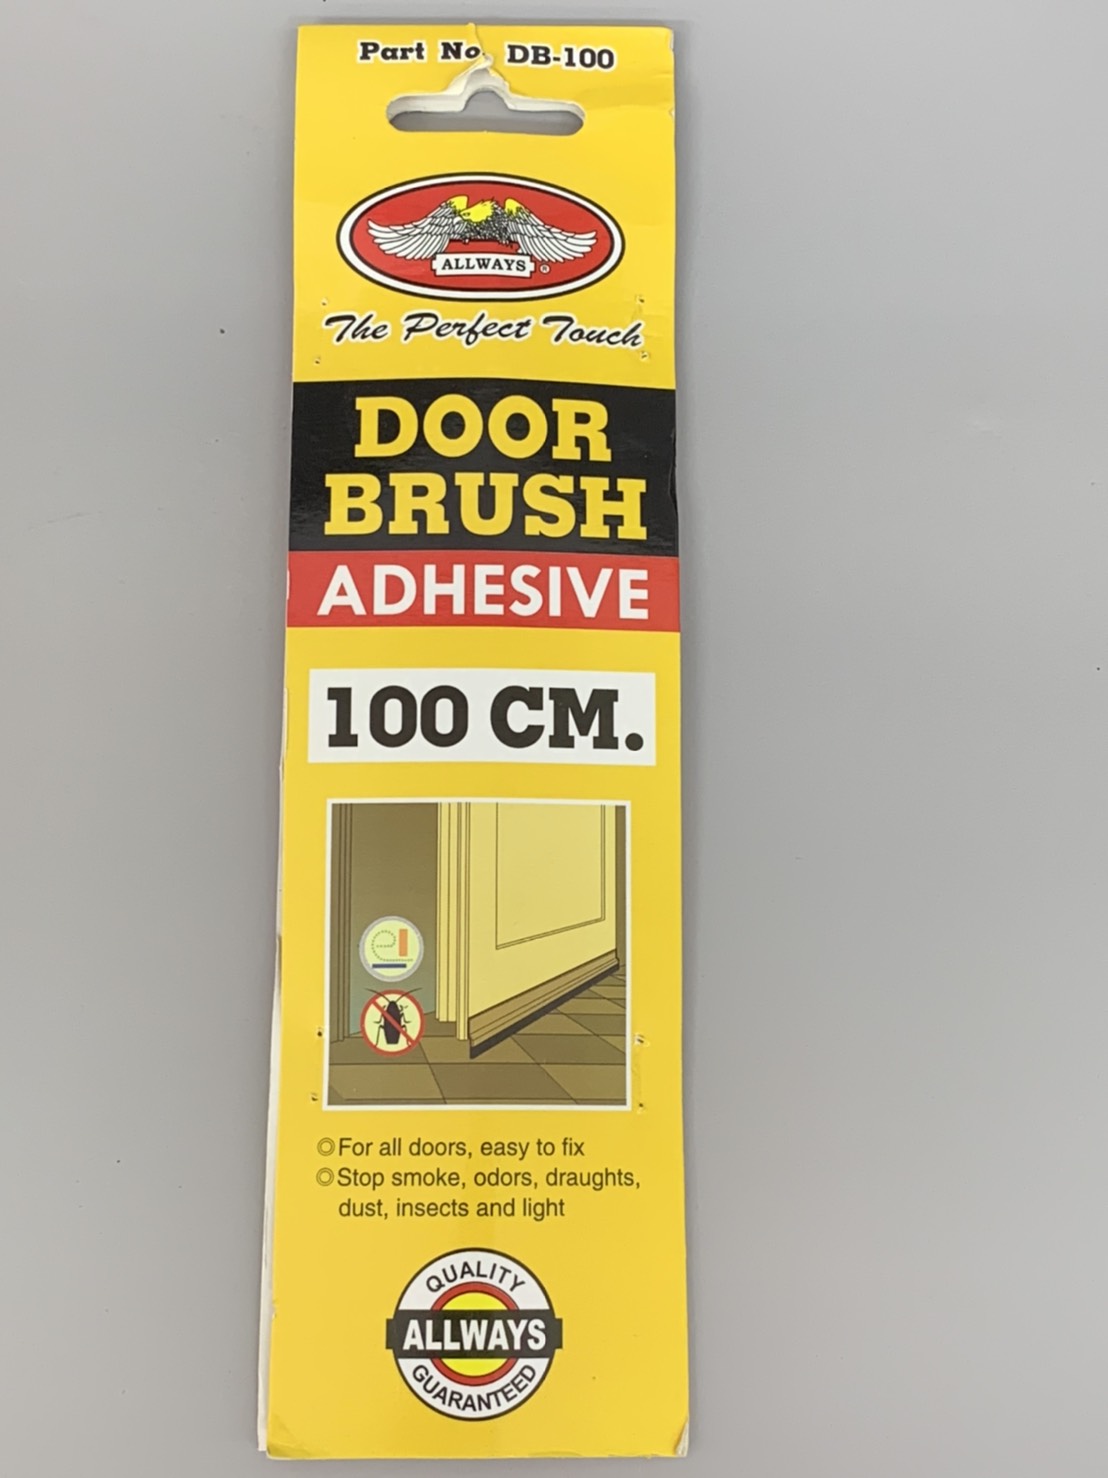 Part No. DB-100
ALLWAYS ®
The Perfect Touch
DOOR
BRUSH
ADHESIVE
100 CM.
◎For all doors, easy to fix
◎Stop smoke, odors, draughts,
dust, insects and light
QUALITY
ALLWAYS
GUARANTEED